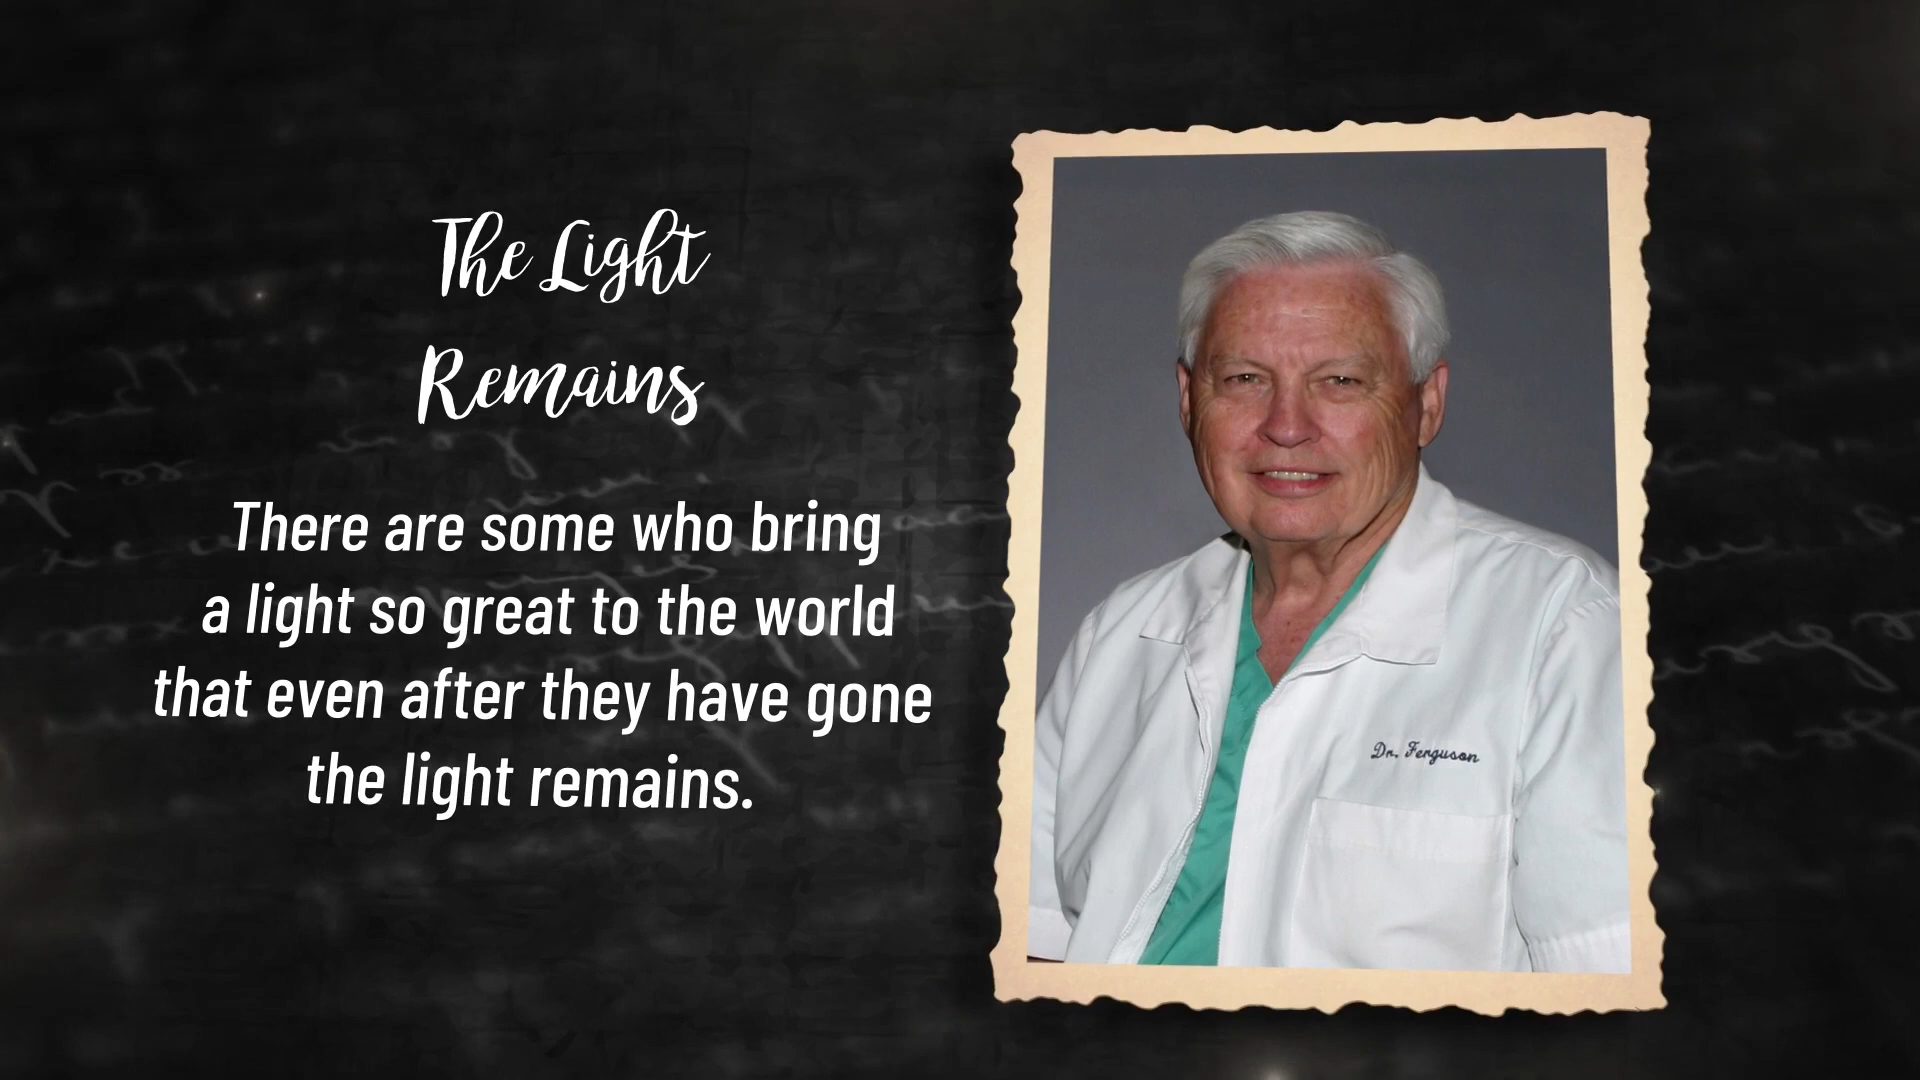 The Light
Remains
There are some who bring
a light so great to the world
that even after they have gone
the light remains.
Dr. Ferguson